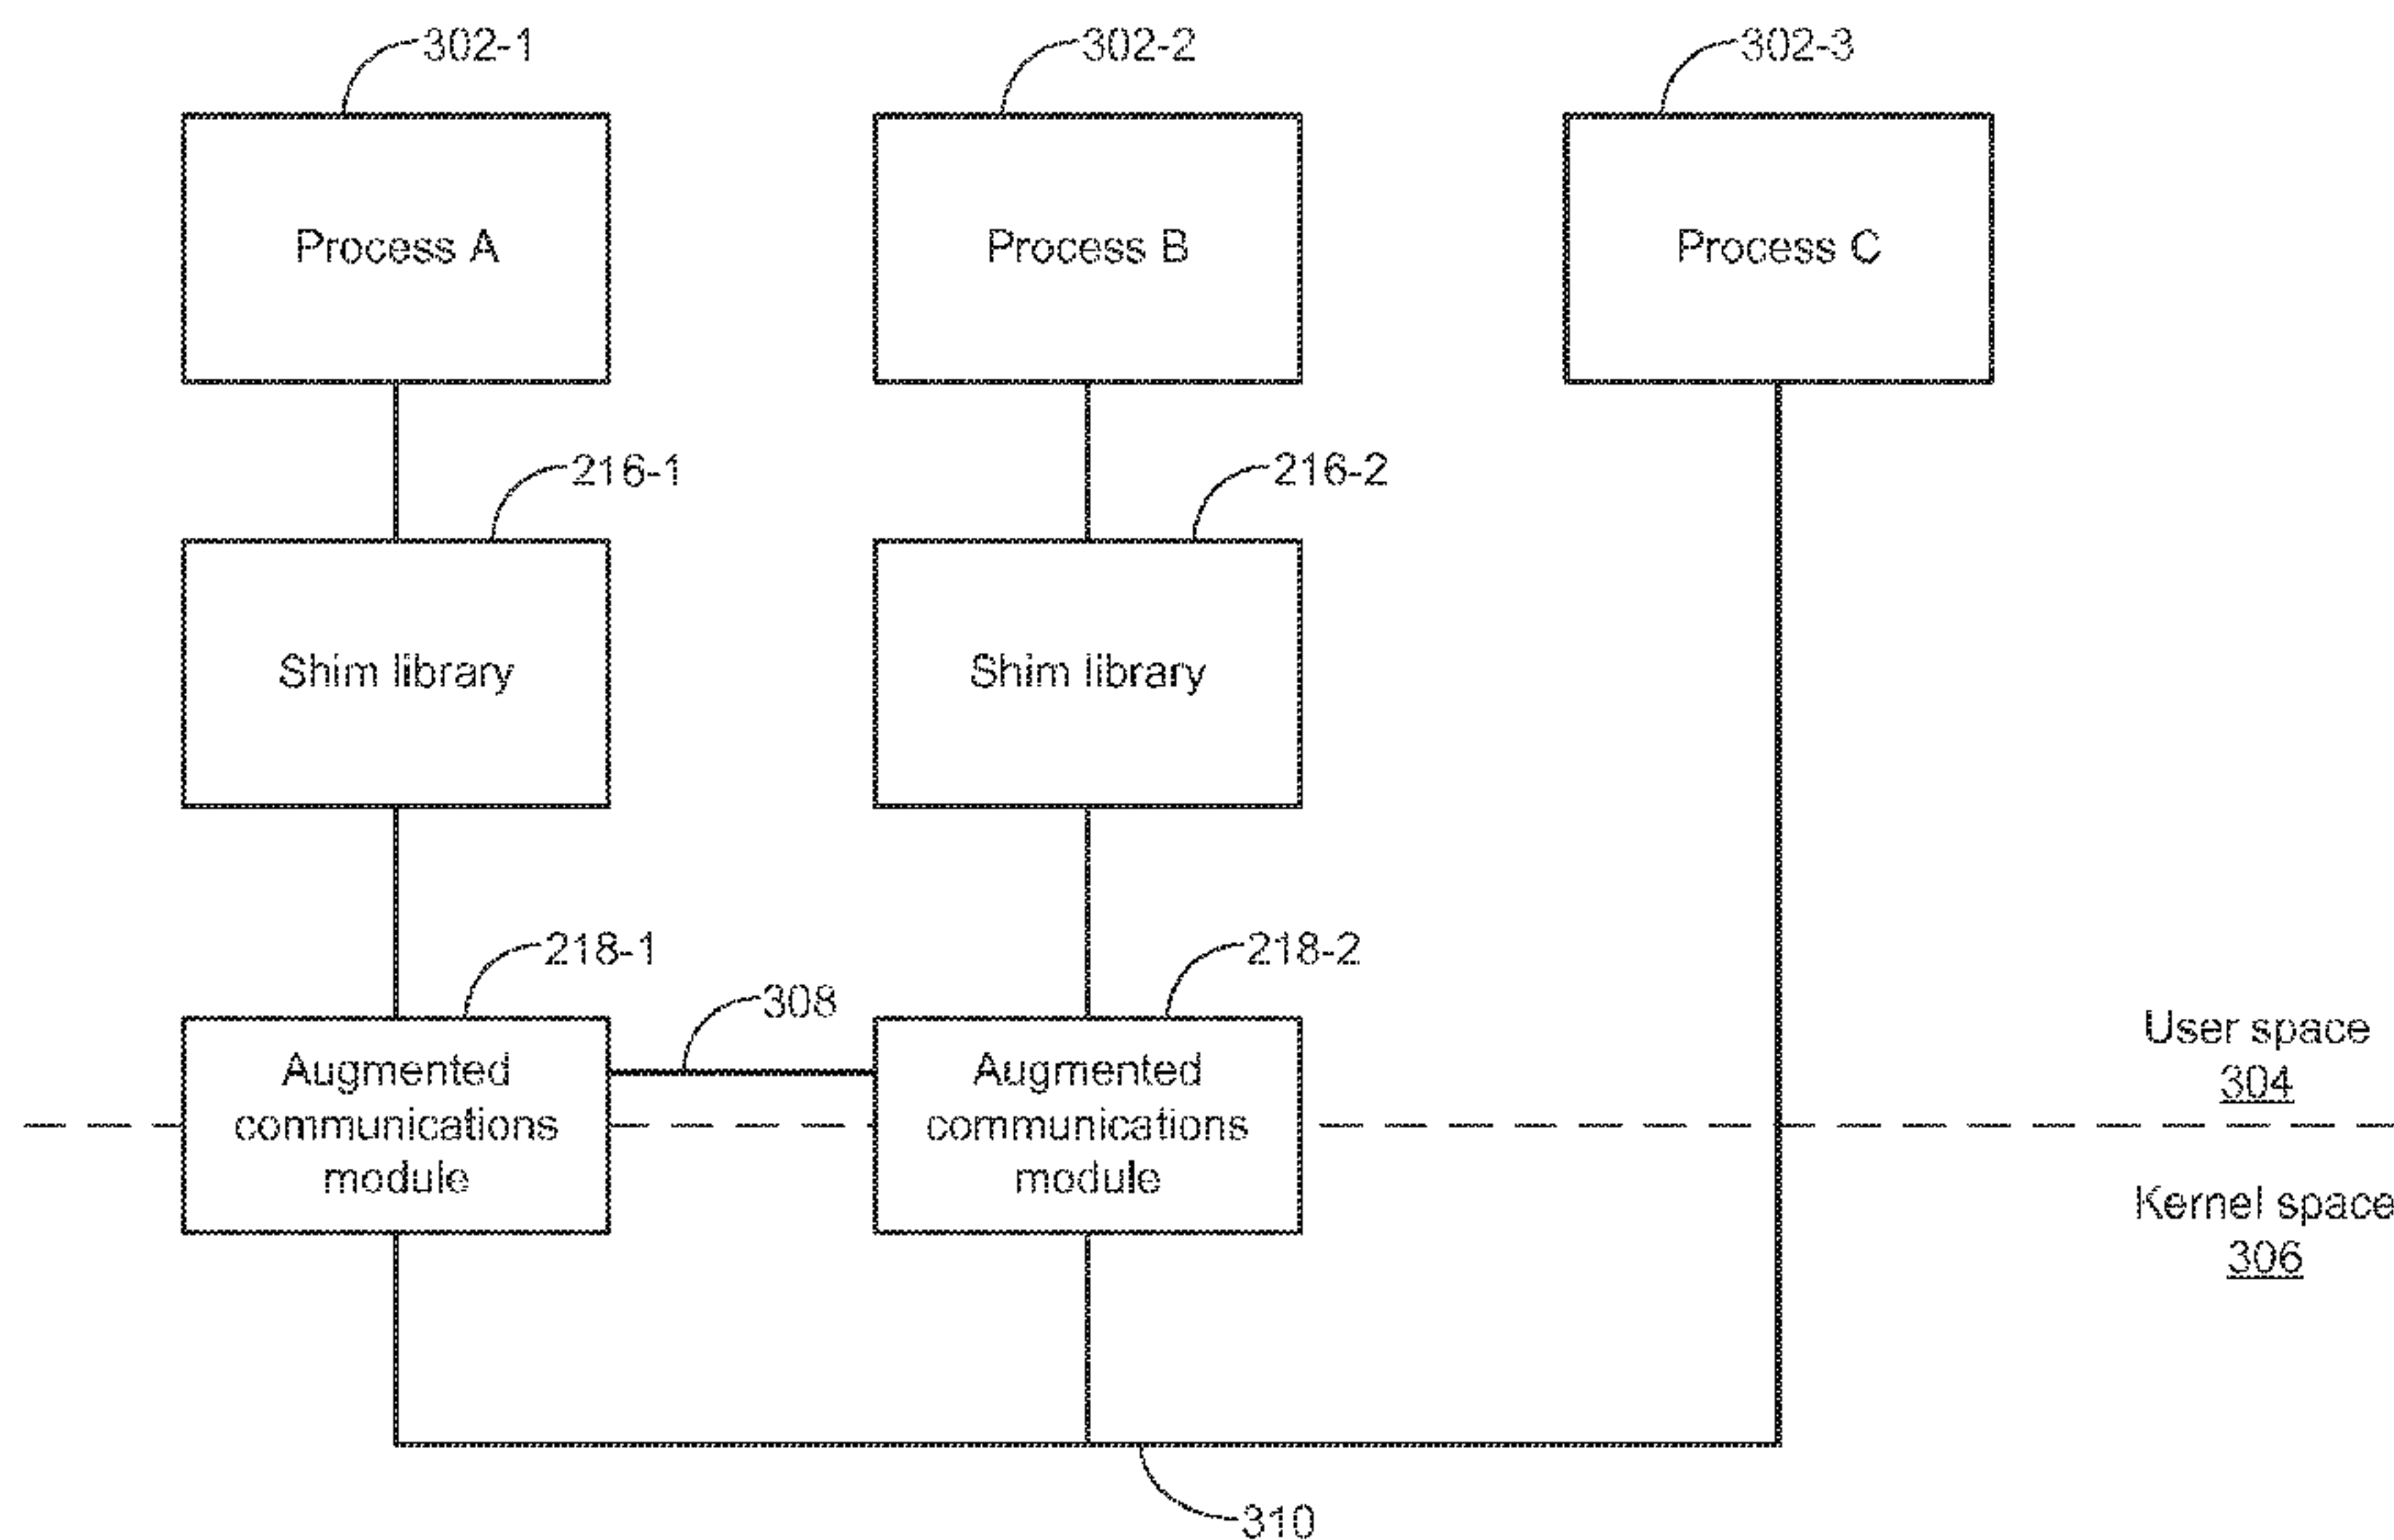 302-1
302-2
302-3
Process A
Process B
Process C
216-1
216-2
Shim library
Shim library
218-1
218-2
308
Augmented
communications
module
Augmented
communications
module
User space
304
Kernel space
306
310